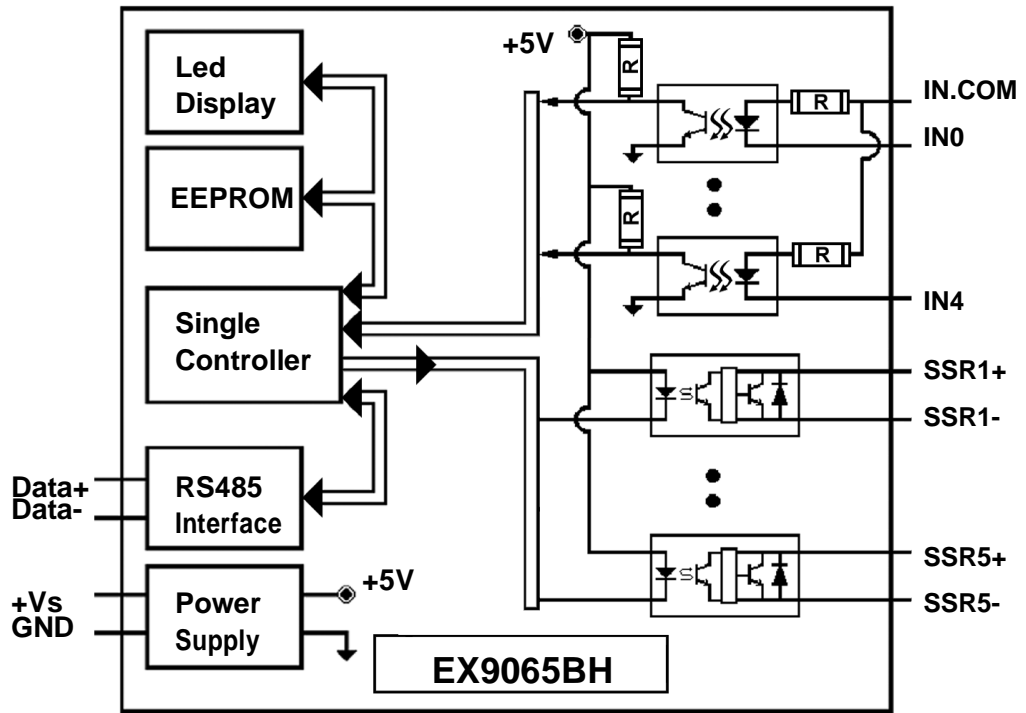 Led
Display
EEPROM
Single
Controller
RS485
Interface
Power
Supply
Data+
Data-
+Vs
GND
+5V
+5V
R
R
R
R
IN.COM
IN0
IN4
SSR1+
SSR1-
SSR5+
SSR5-
EX9065BH